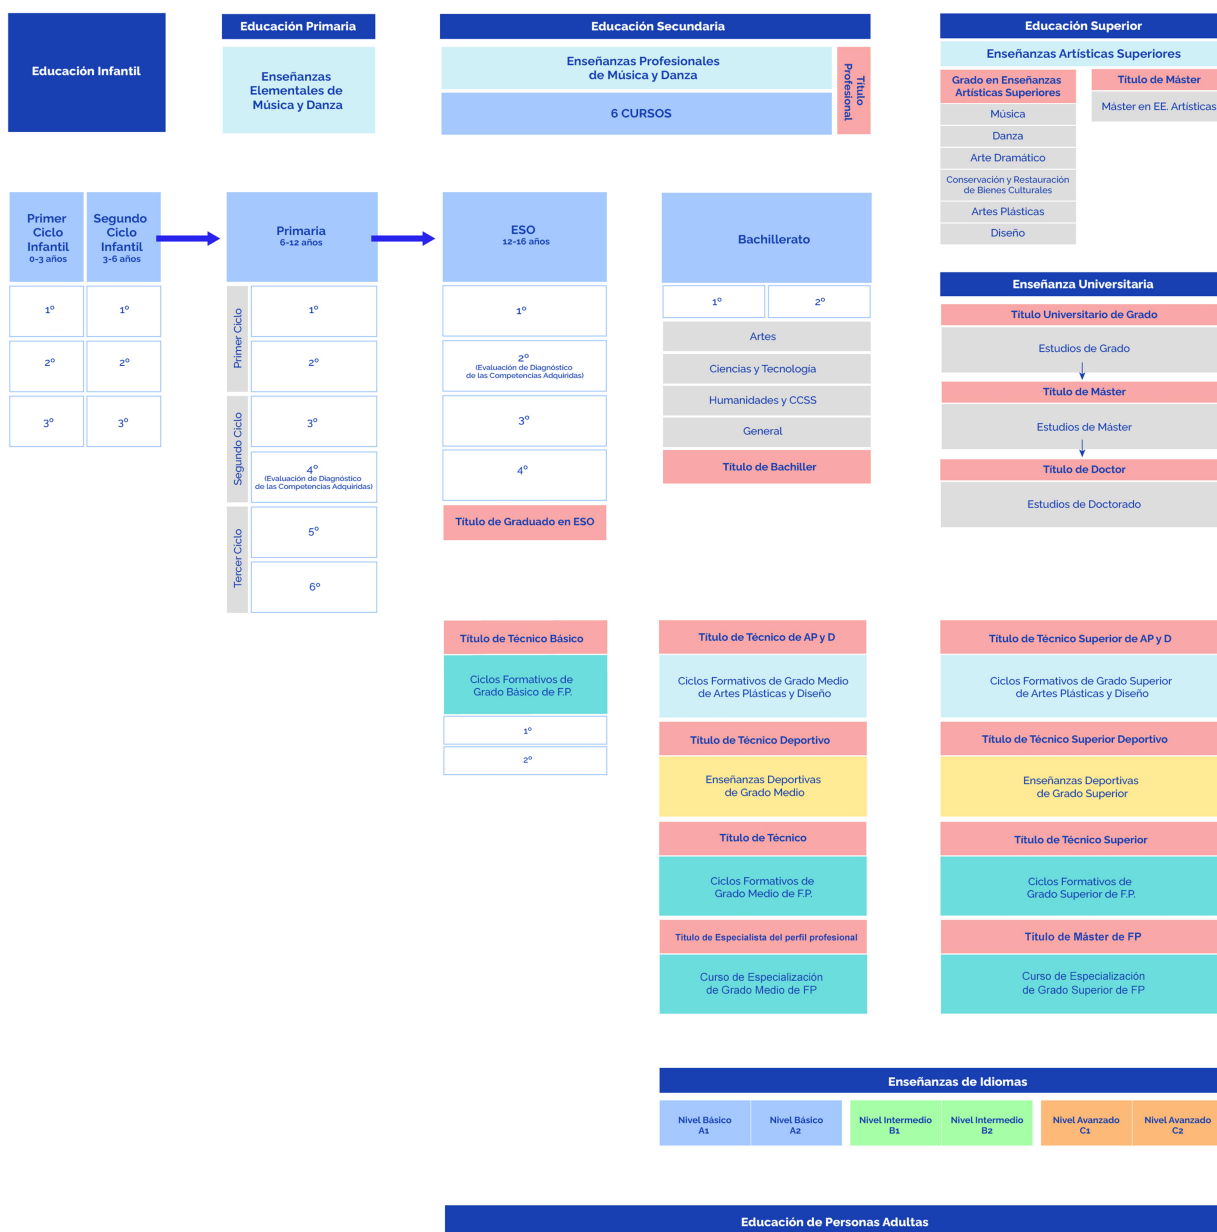 Educación Infantil
Educación Primaria
Enseñanzas
Elementales de
Música y Danza
Educación Secundaria
Enseñanzas Profesionales
de Música y Danza
6 CURSOS
Título
Profesional
Educación Superior
Enseñanzas Artísticas Superiores
Grado en Enseñanzas
Artísticas Superiores
Música
Danza
Arte Dramático
Conservación y Restauración
de Bienes Culturales
Artes Plásticas
Diseño
Título de Máster
Máster en EE. Artísticas
Primer
Ciclo
Infantil
0-3 años
1º
2º
3º
Segundo
Ciclo
Infantil
3-6 años
1º
2º
3º
Primaria
6-12 años
Primer Ciclo
1º
2º
Segundo Ciclo
3º
4º
(Evaluación de Diagnóstico
de las Competencias Adquiridas)
Tercer Ciclo
5º
6º
ESO
12-16 años
1º
2º
(Evaluación de Diagnóstico
de las Competencias Adquiridas)
3º
4º
Título de Graduado en ESO
Bachillerato
1º
2º
Artes
Ciencias y Tecnología
Humanidades y CCSS
General
Título de Bachiller
Enseñanza Universitaria
Título Universitario de Grado
Estudios de Grado
Título de Máster
Estudios de Máster
Título de Doctor
Estudios de Doctorado
Título de Técnico Básico
Ciclos Formativos de
Grado Básico de F.P.
1º
2º
Título de Técnico de AP y D
Ciclos Formativos de Grado Medio
de Artes Plásticas y Diseño
Título de Técnico Deportivo
Enseñanzas Deportivas
de Grado Medio
Título de Técnico
Ciclos Formativos de
Grado Medio de F.P.
Título de Especialista del perfil profesional
Curso de Especialización
de Grado Medio de FP
Título de Técnico Superior de AP y D
Ciclos Formativos de Grado Superior
de Artes Plásticas y Diseño
Título de Técnico Superior Deportivo
Enseñanzas Deportivas
de Grado Superior
Título de Técnico Superior
Ciclos Formativos de
Grado Superior de F.P.
Título de Máster de FP
Curso de Especialización
de Grado Superior de FP
Enseñanzas de Idiomas
Nivel Básico
A1
Nivel Básico
A2
Nivel Intermedio
B1
Nivel Intermedio
B2
Nivel Avanzado
C1
Nivel Avanzado
C2
Educación de Personas Adultas